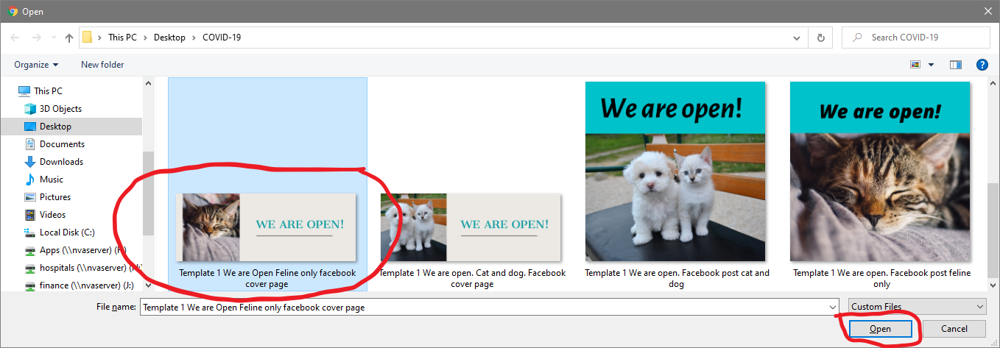 Open
This PC > Desktop > COVID-19
Search COVID-19
Organize
New folder
This PC
3D Objects
Desktop
Documents
Downloads
Music
Pictures
Videos
Local Disk (C:)
Apps (\\nvaserver)
hospitals (\\nvaserver)
finance (\\nvaserver) (J:)
WE ARE OPEN!
Template 1 We are Open Feline only facebook
cover page
WE ARE OPEN!
Template 1 We are open. Cat and dog. Facebook
cover page
We are open!
Template 1 We are open. Facebook post cat and
dog
We are open!
Template 1 We are open. Facebook post feline
only
File name:
Template 1 We are Open Feline only facebook cover page
Custom Files
Open
Cancel